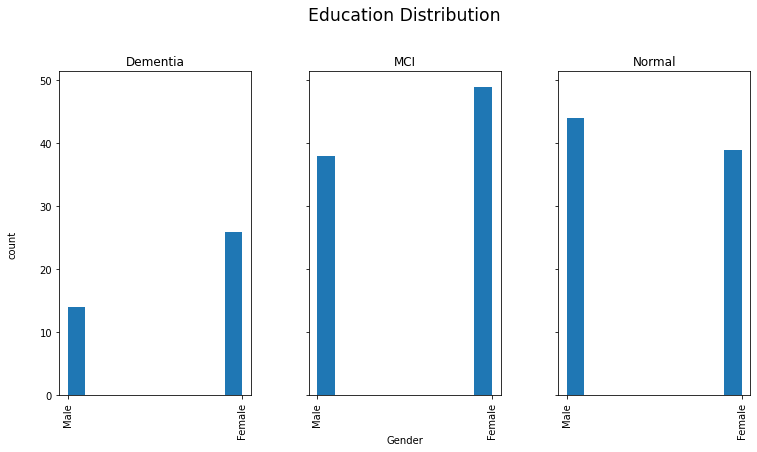 Education Distribution
Dementia
MCI
Normal
50
40
30
20
10
0
count
Male
Female
Male
Female
Male
Female
Gender